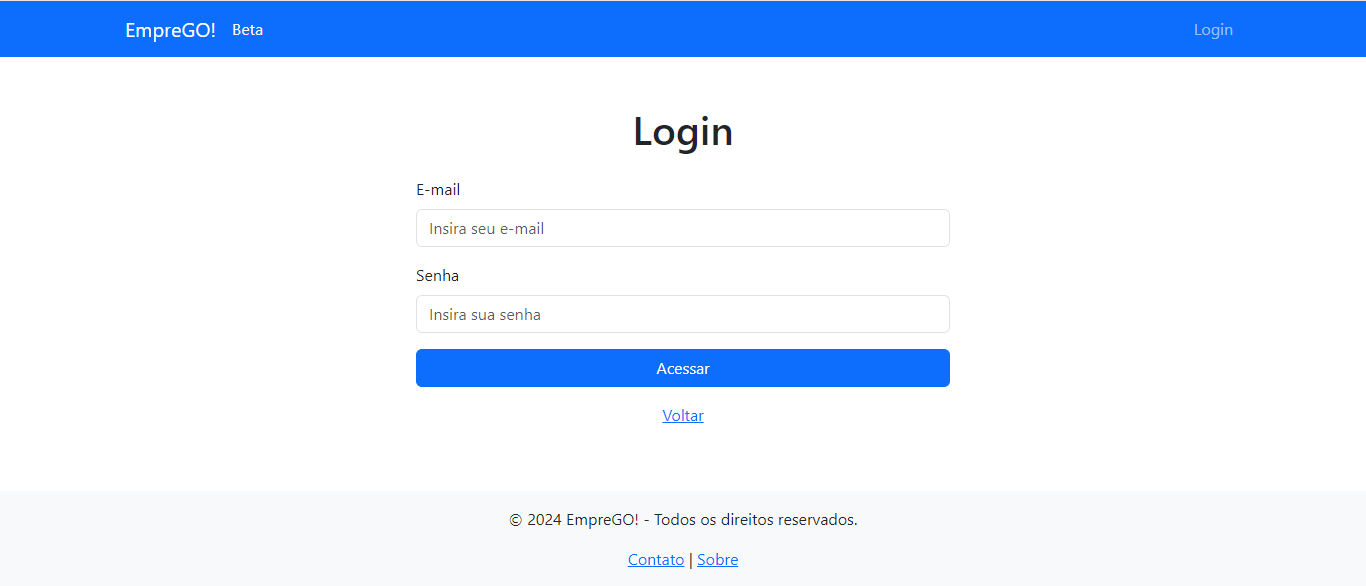 EmpreGO! Beta Login
Login
E-mail
Insira seu e-mail
Senha
Insira sua senha
Acessar
Voltar
© 2024 EmpreGO! - Todos os direitos reservados.
Contato | Sobre